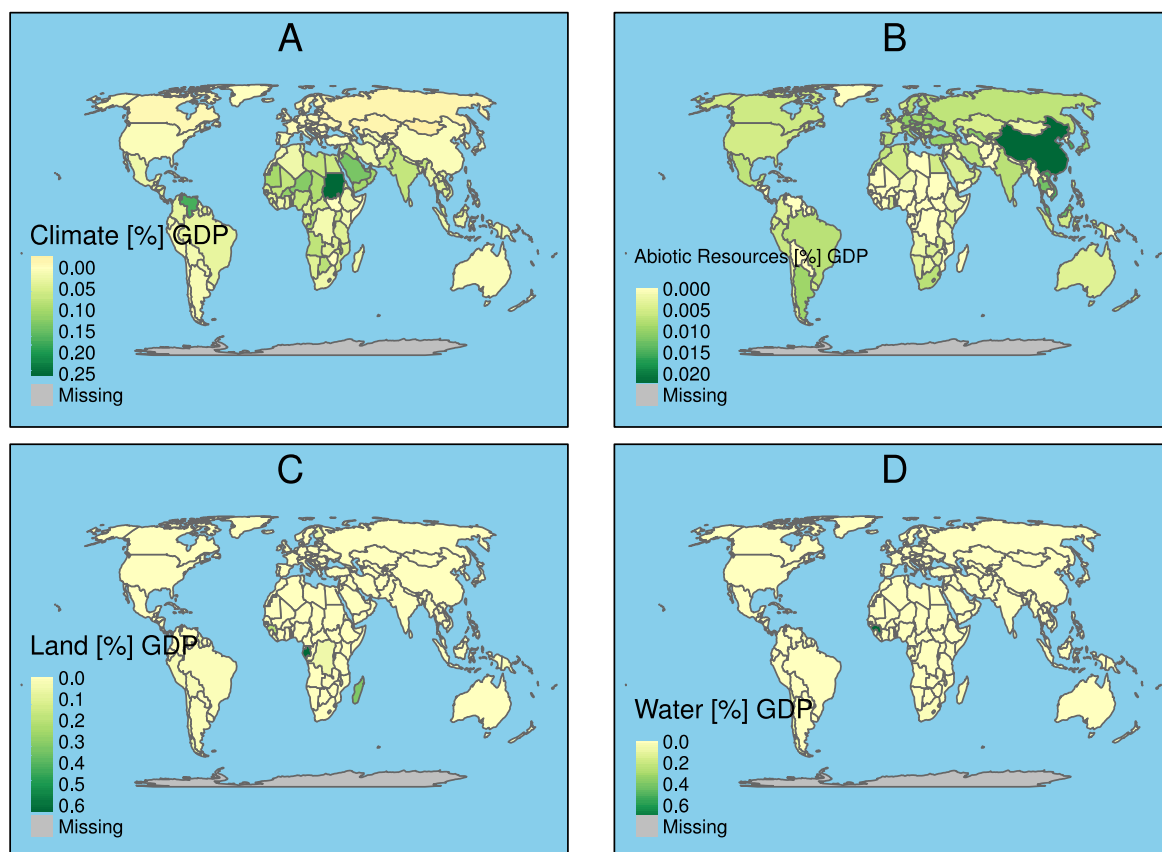 A
Climate [%] GDP
0.00
0.05
0.10
0.15
0.20
0.25
Missing
B
Abiotic Resources [%] GDP
0.000
0.005
0.010
0.015
0.020
Missing
C
Land [%] GDP
0.0
0.1
0.2
0.3
0.4
0.5
0.6
Missing
D
Water [%] GDP
0.0
0.2
0.4
0.6
Missing